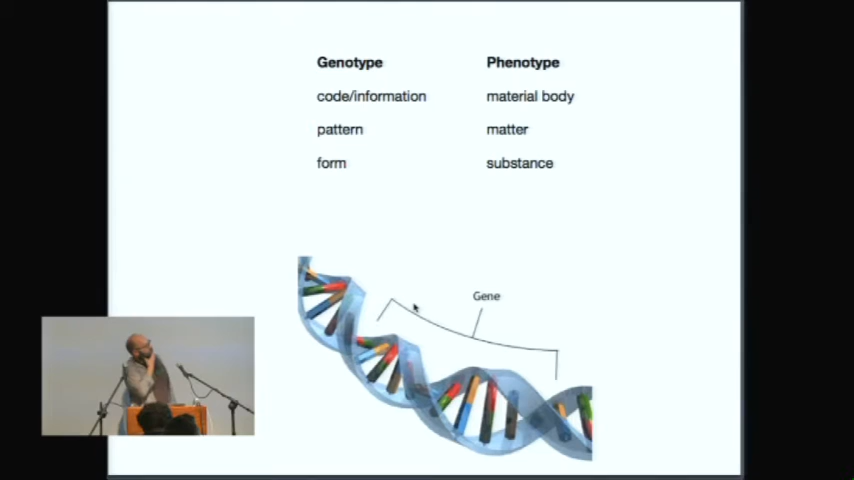 Genotype Phenotype
code/information material body
pattern matter
form substance
Gene